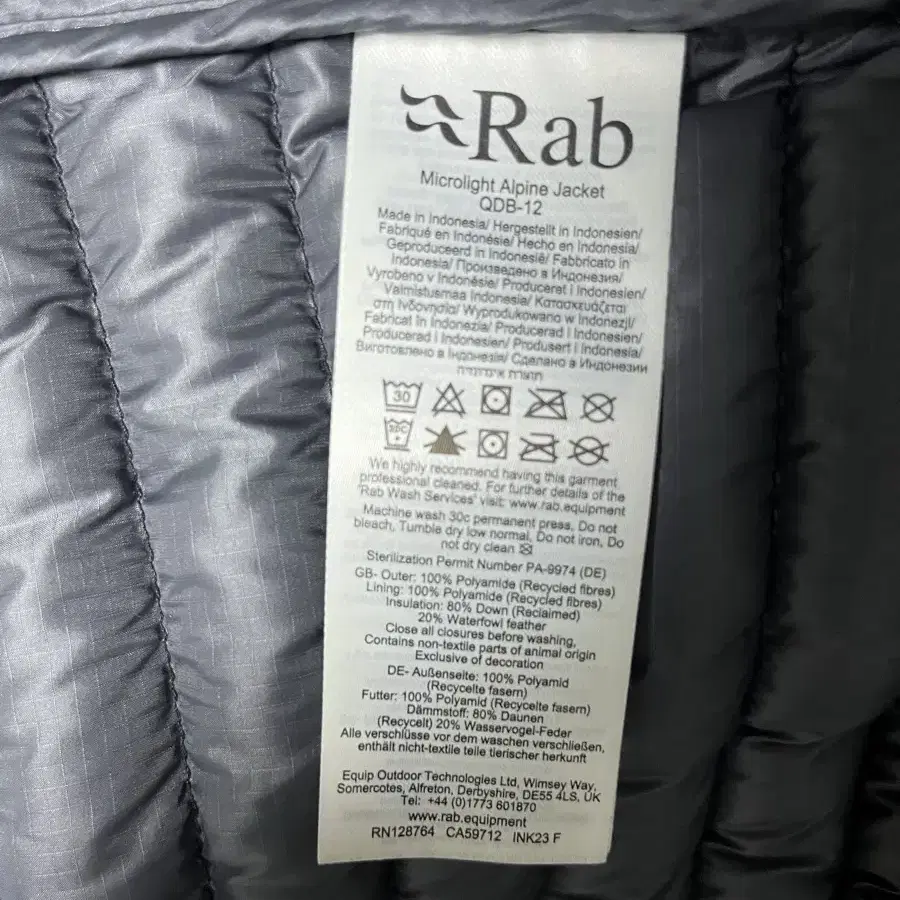 Rab
Microlight Alpine Jacket
QDB-12
Made in Indonesia/ Hergestellt in Indonesien/
Fabriqué en Indonésie/ Hecho en Indonesia/
Geproduceerd in Indonesië/ Fabbricato in
Indonesia/ Произведено в Индонезия/
Vyrobeno v Indonésie/ Produceret i Indonesien/
Valmistusmaa Indonesia/ Κατασκευάζεται
στη Ινδονησία/ Wyprodukowano w Indonezji/
Fabricat în Indonezia/ Producerad i Indonesien/
Producerad i Indonesien/ Produsert i Indonesia/
Виготовлено в Індонезія/ Сделано в Индонезии
30
We highly recommend having this garment
professional cleaned. For further details of the
'Rab Wash Services' visit: www.rab.equipment
Machine wash 30c permanent press. Do not
bleach, Tumble dry low normal, Do not iron, Do
not dry clean
Sterilization Permit Number PA-9974 (DE)
GB- Outer: 100% Polyamide (Recycled fibres)
Lining: 100% Polyamide (Recycled fibres)
Insulation: 80% Down (Reclaimed)
20% Waterfowl feather
Close all closures before washing,
Contains non-textile parts of animal origin
Exclusive of decoration
DE- Außenseite: 100% Polyamid
(Recycelte fasern)
Futter: 100% Polyamid (Recycelte fasern)
Dämmstoff: 80% Daunen
(Recycelt) 20% Wasservogel-Feder
Alle verschlüsse vor dem waschen verschließen,
enthält nicht-textile teile tierischer herkunft
Equip Outdoor Technologies Ltd, Wimsey Way,
Somercotes, Alfreton, Derbyshire, DE55 4LS, UK
Tel: +44 (0)1773 601870
www.rab.equipment
RN128764 CA59712 INK23 F